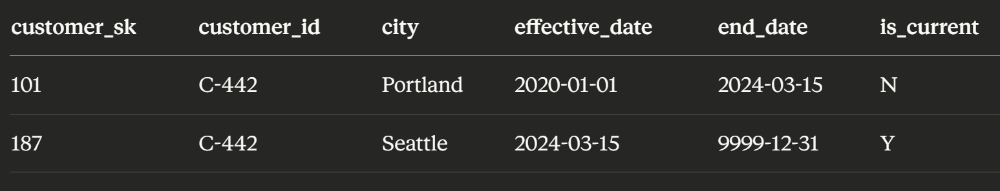 customer_sk customer_id city effective_date end_date is_current
101 C-442 Portland 2020-01-01 2024-03-15 N
187 C-442 Seattle 2024-03-15 9999-12-31 Y